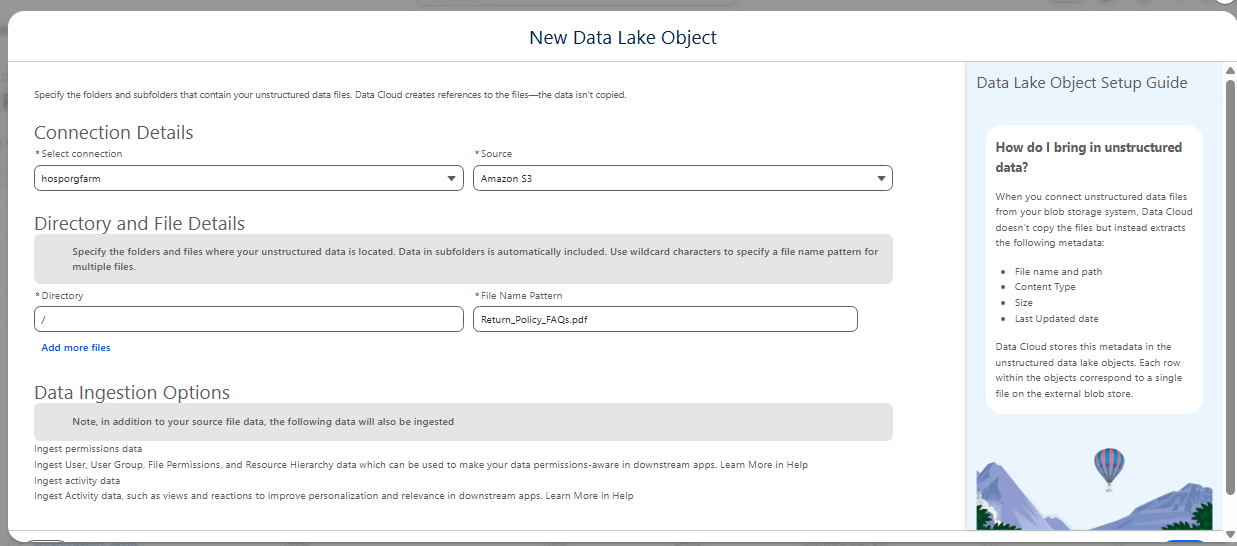 New Data Lake Object
Specify the folders and subfolders that contain your unstructured data files. Data Cloud creates references to the files—the data isn't copied.
Connection Details
* Select connection
* Source
hosporgfarm
Amazon S3
Directory and File Details
Specify the folders and files where your unstructured data is located. Data in subfolders is automatically included. Use wildcard characters to specify a file name pattern for
multiple files.
* Directory
* File Name Pattern
/
Return_Policy_FAQs.pdf
Add more files
Data Ingestion Options
Note, in addition to your source file data, the following data will also be ingested
Ingest permissions data
Ingest User, User Group, File Permissions, and Resource Hierarchy data which can be used to make your data permissions-aware in downstream apps. Learn More in Help
Ingest activity data
Ingest Activity data, such as views and reactions to improve personalization and relevance in downstream apps. Learn More in Help
Data Lake Object Setup Guide
How do I bring in unstructured
data?
When you connect unstructured data files
from your blob storage system, Data Cloud
doesn't copy the files but instead extracts
the following metadata:
• File name and path
• Content Type
• Size
• Last Updated date
Data Cloud stores this metadata in the
unstructured data lake objects. Each row
within the objects correspond to a single
file on the external blob store.